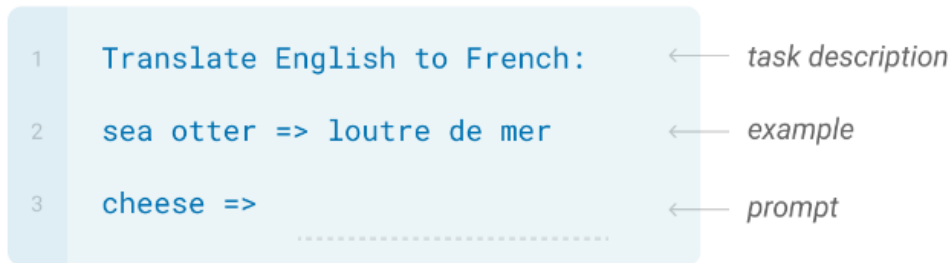 1 Translate English to French: ← task description
2 sea otter => loutre de mer ← example
3 cheese => ← prompt